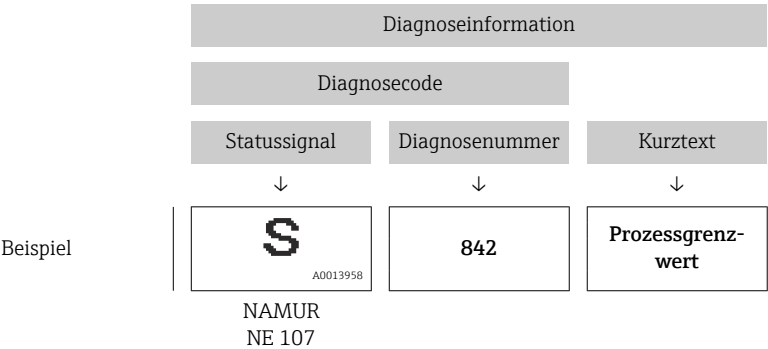 Diagnoseinformation
Diagnosecode
Statussignal Diagnosenummer Kurztext
↓ ↓ ↓
Beispiel S 842 Prozessgrenz-
wert
A0013958
NAMUR
NE 107